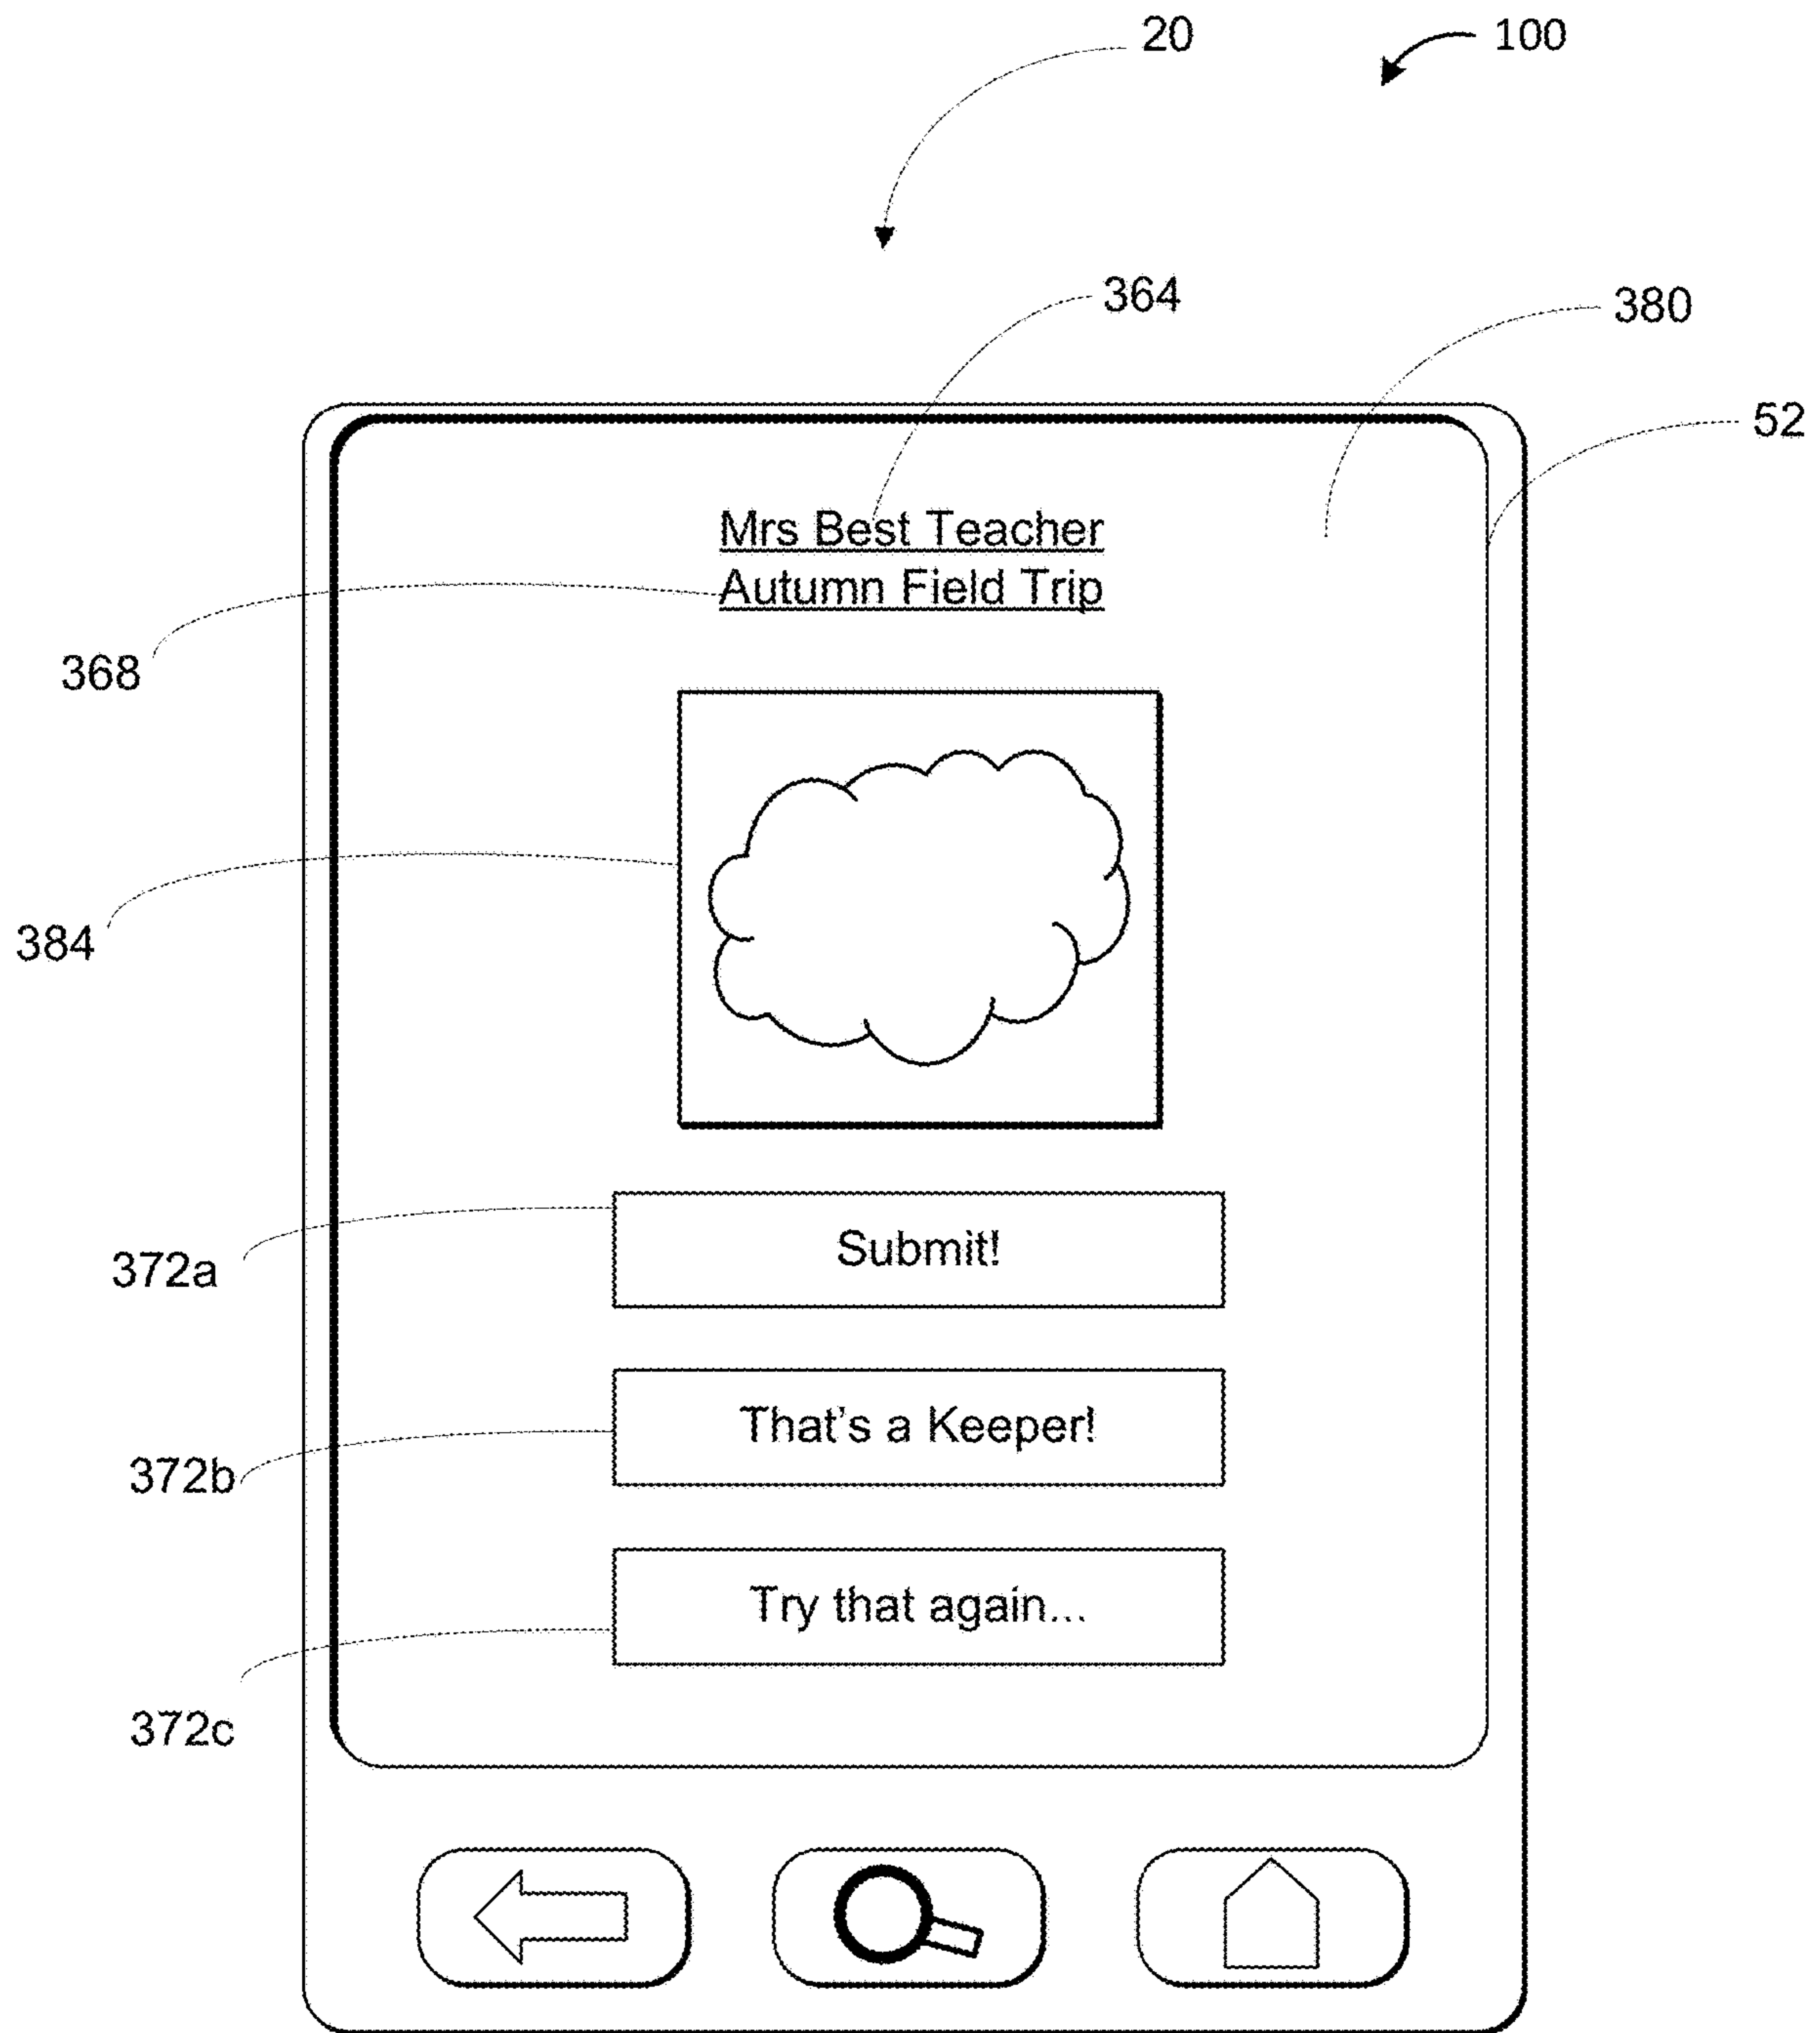 20
100
364
380
52
Mrs Best Teacher
Autumn Field Trip
368
384
Submit!
372a
That's a Keeper!
372b
Try that again...
372c